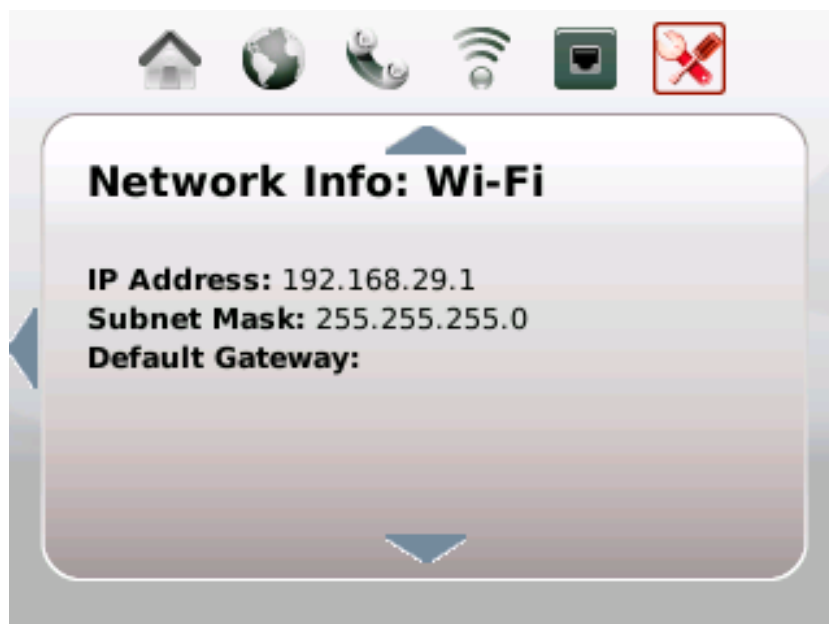 Network Info: Wi-Fi
IP Address: 192.168.29.1
Subnet Mask: 255.255.255.0
Default Gateway: